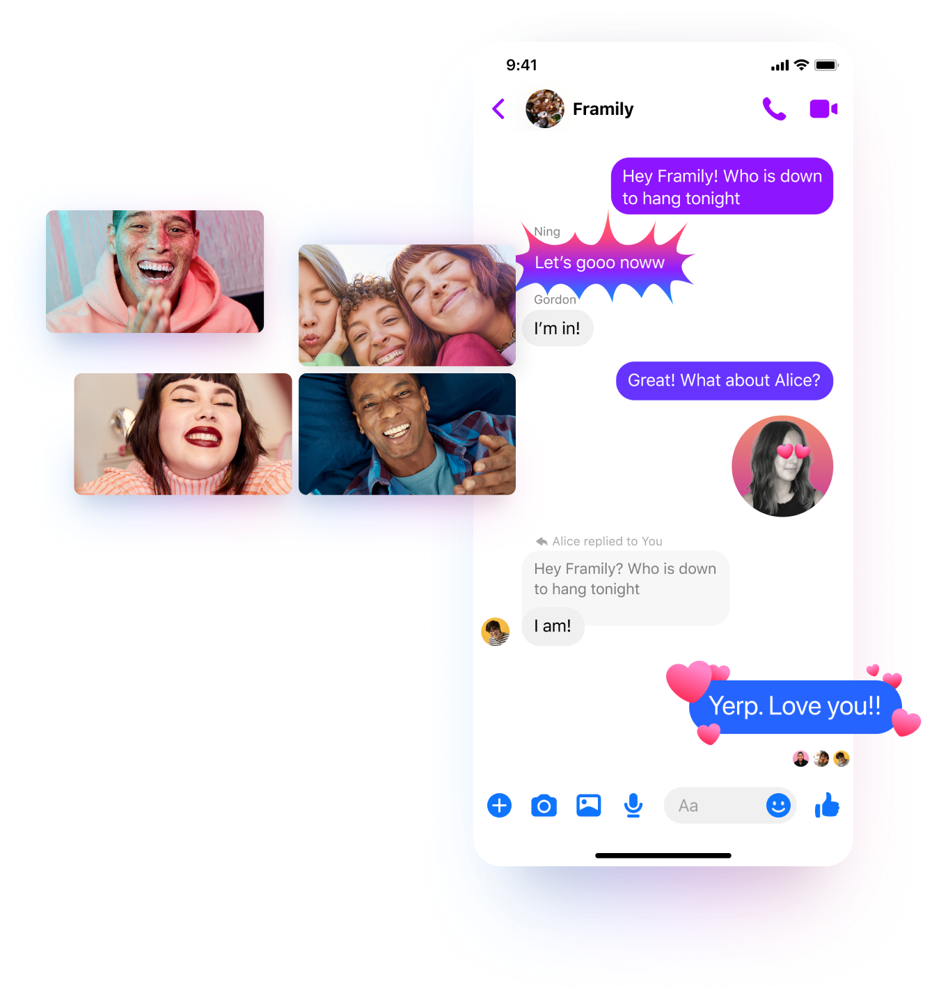 9:41
Framily
Hey Framily! Who is down
to hang tonight
Ning
Let's gooo noww
Gordon
I'm in!
Great! What about Alice?
Alice replied to You
Hey Framily? Who is down
to hang tonight
I am!
Yerp. Love you!!
Aa